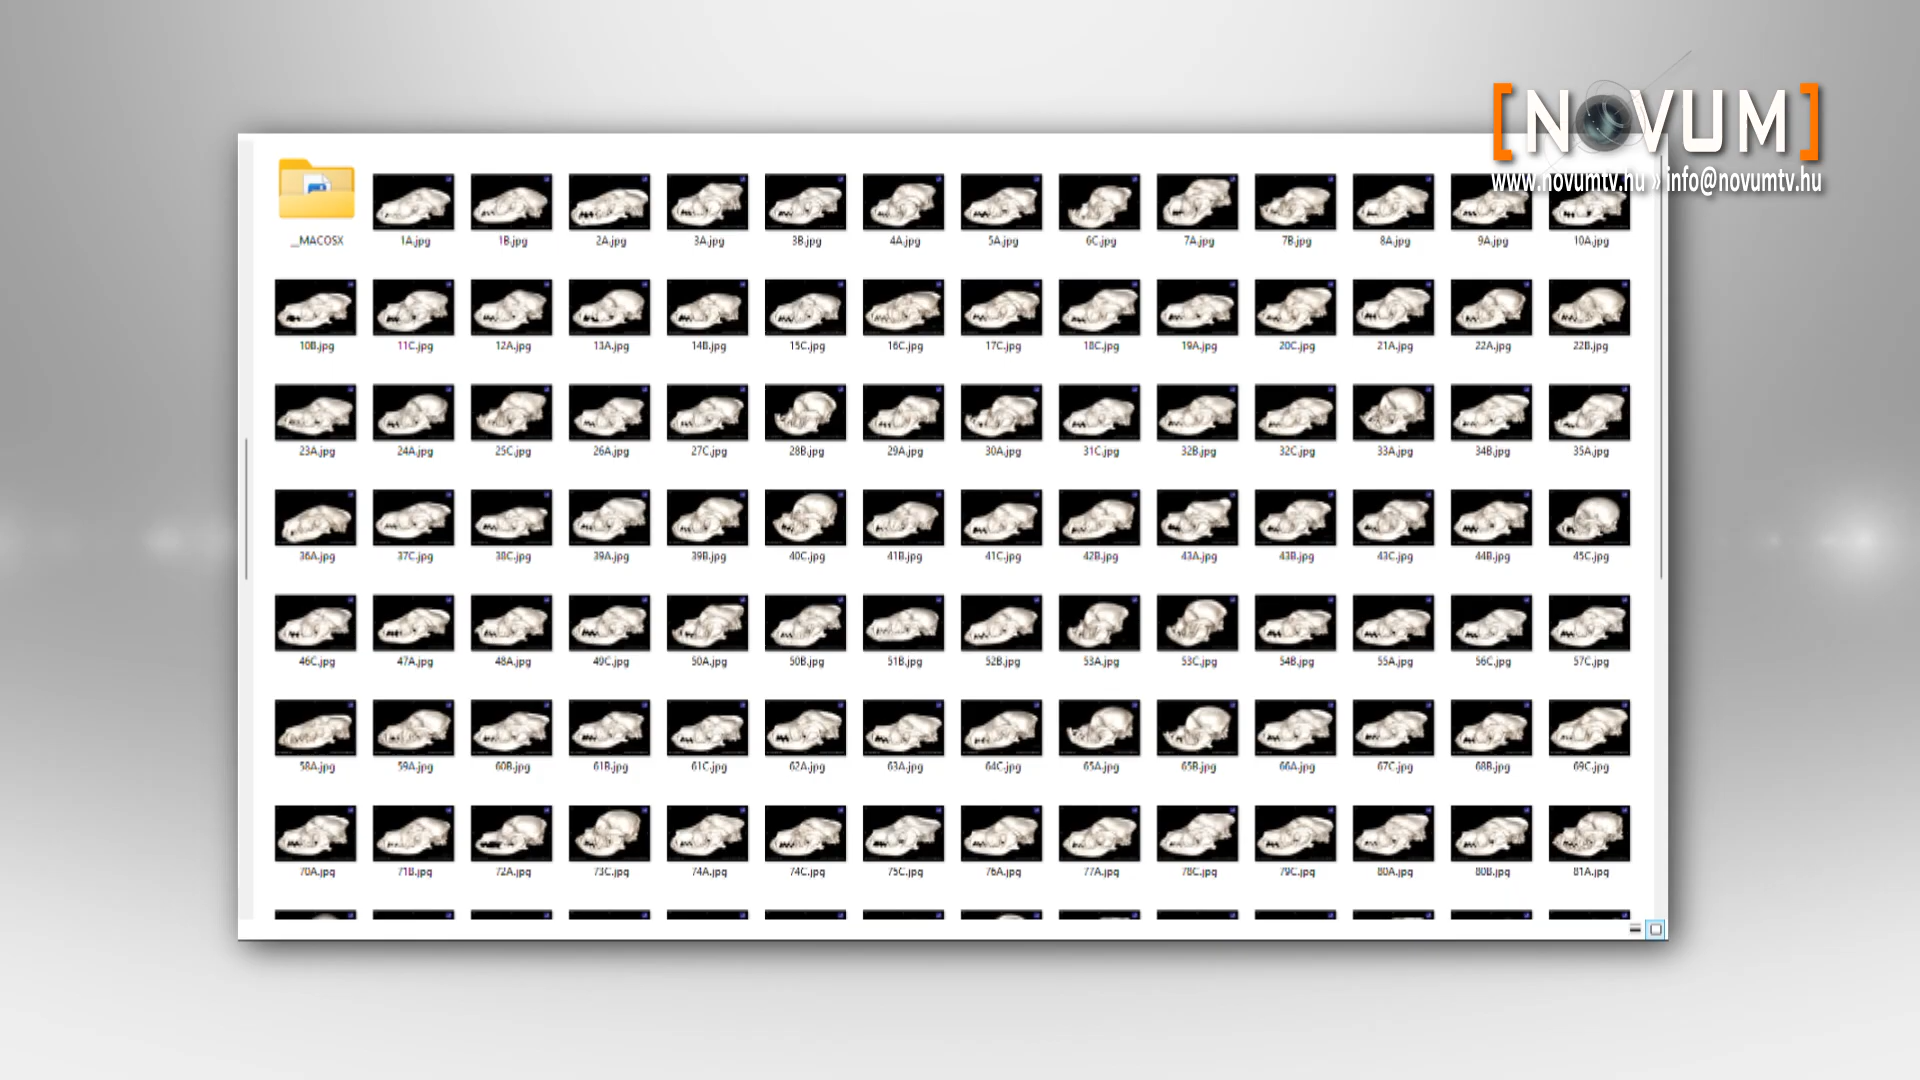 [NOVUM]
www.novumtv.hu » info@novumtv.hu
__MACOSX 1A.jpg 1B.jpg 2A.jpg 3A.jpg 3B.jpg 4A.jpg 5A.jpg 6C.jpg 7A.jpg 7B.jpg 8A.jpg 9A.jpg 10A.jpg
10B.jpg 11C.jpg 12A.jpg 13A.jpg 14B.jpg 15C.jpg 16C.jpg 17C.jpg 18C.jpg 19A.jpg 20C.jpg 21A.jpg 22A.jpg 22B.jpg
23A.jpg 24A.jpg 25C.jpg 26A.jpg 27C.jpg 28B.jpg 29A.jpg 30A.jpg 31C.jpg 32B.jpg 32C.jpg 33A.jpg 34B.jpg 35A.jpg
36A.jpg 37C.jpg 38C.jpg 39A.jpg 39B.jpg 40C.jpg 41B.jpg 41C.jpg 42B.jpg 43A.jpg 43B.jpg 43C.jpg 44B.jpg 45C.jpg
46C.jpg 47A.jpg 48A.jpg 49C.jpg 50A.jpg 50B.jpg 51B.jpg 52B.jpg 53A.jpg 53C.jpg 54B.jpg 55A.jpg 56C.jpg 57C.jpg
58A.jpg 59A.jpg 60B.jpg 61B.jpg 61C.jpg 62A.jpg 63A.jpg 64C.jpg 65A.jpg 65B.jpg 66A.jpg 67C.jpg 68B.jpg 69C.jpg
70A.jpg 71B.jpg 72A.jpg 73C.jpg 74A.jpg 74C.jpg 75C.jpg 76A.jpg 77A.jpg 78C.jpg 79C.jpg 80A.jpg 80B.jpg 81A.jpg